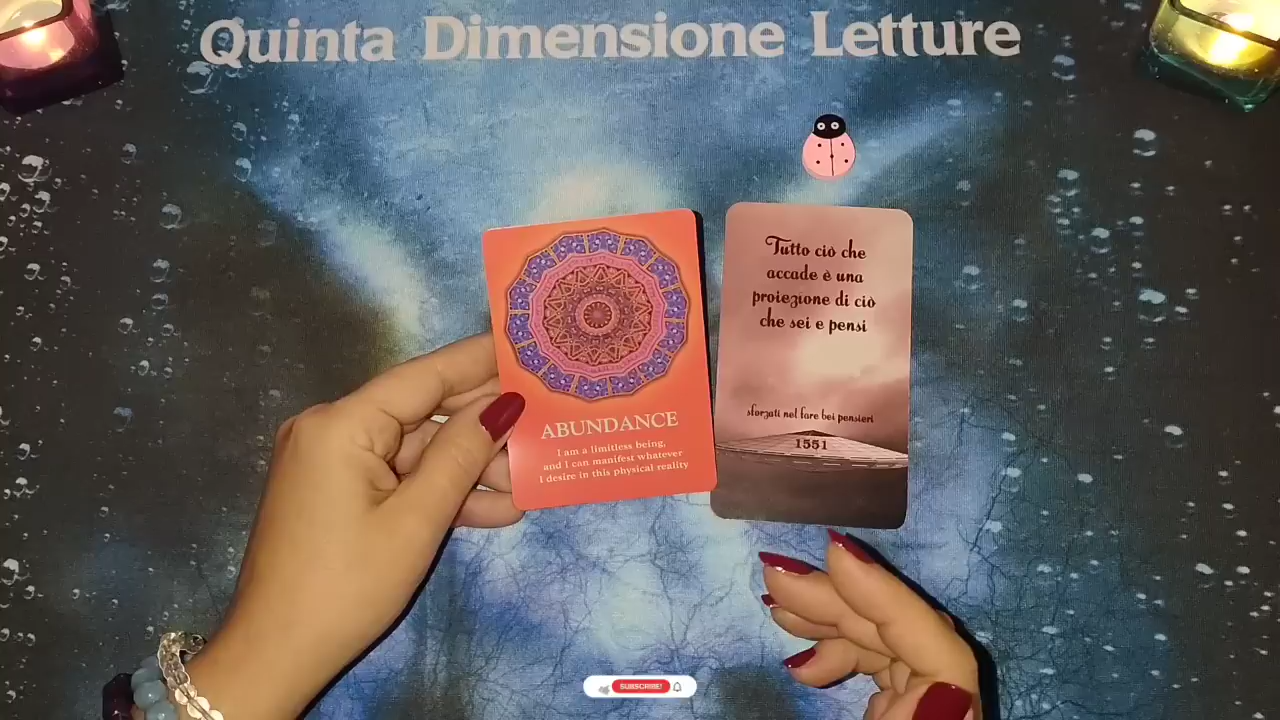 Quinta Dimensione Letture
Tutto ciò che
accade è una
proiezione di ciò
che sei e pensi
sforzati nel fare bei pensieri
1551
ABUNDANCE
I am a limitless being,
and I can manifest whatever
I desire in this physical reality
SUBSCRIBE!